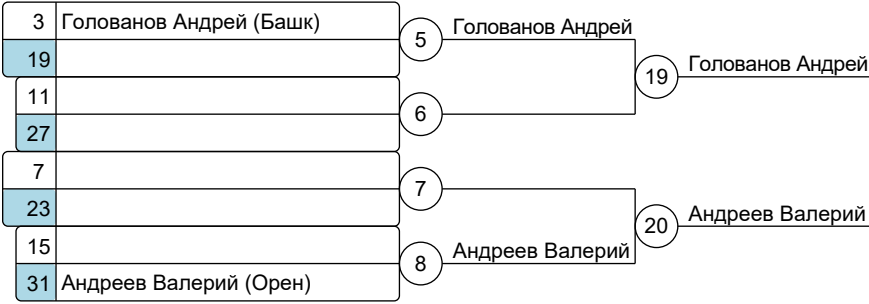 3 Голованов Андрей (Башк)
5 Голованов Андрей
19
19 Голованов Андрей
11
6
27
7
7
23
20 Андреев Валерий
15
8 Андреев Валерий
31 Андреев Валерий (Орен)